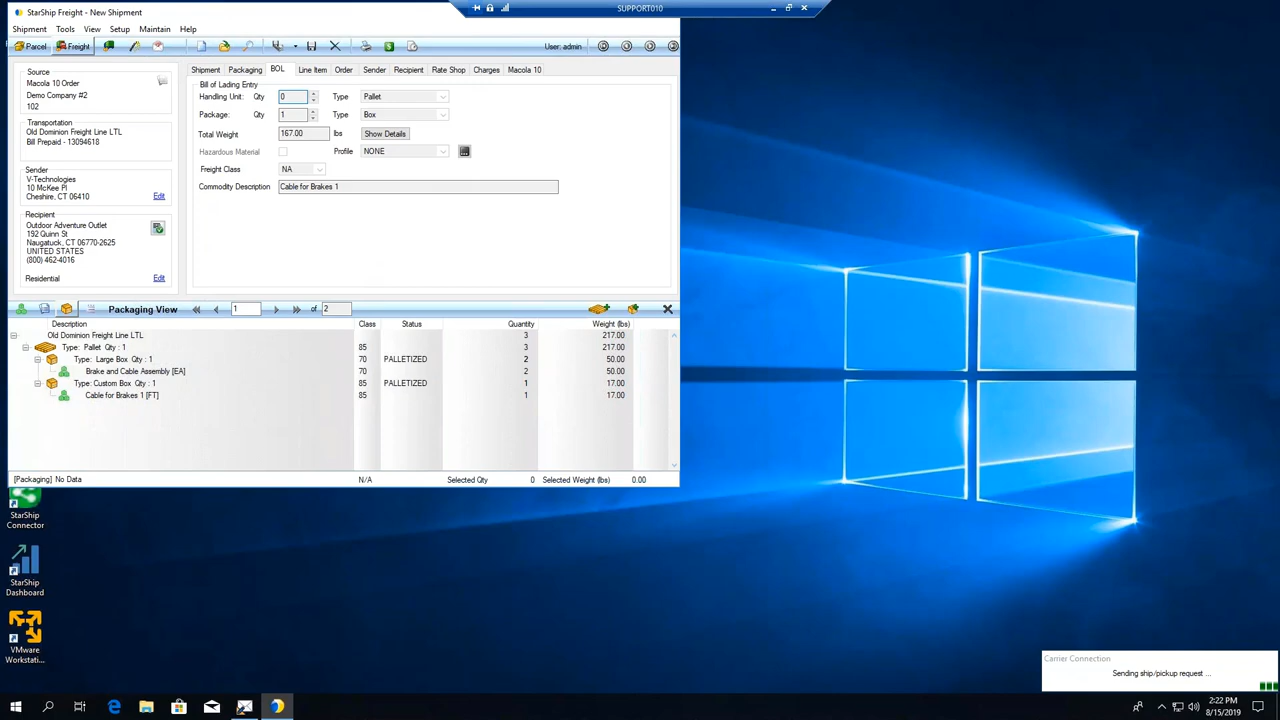 StarShip Freight - New Shipment
SUPPORT010
Shipment Tools View Setup Maintain Help
Parcel Freight User: admin
Source
Macola 10 Order
Demo Company #2
102
Transportation
Old Dominion Freight Line LTL
Bill Prepaid - 13094618
Sender
V-Technologies
10 McKee Pl
Cheshire, CT 06410
Edit
Recipient
Outdoor Adventure Outlet
192 Quinn St
Naugatuck, CT 06770-2625
UNITED STATES
(800) 462-4016
Residential
Edit
Shipment Packaging BOL Line Item Order Sender Recipient Rate Shop Charges Macola 10
Bill of Lading Entry
Handling Unit: Qty 0 Type Pallet
Package: Qty 1 Type Box
Total Weight 167.00 lbs Show Details
Hazardous Material Profile NONE
Freight Class NA
Commodity Description Cable for Brakes 1
Packaging View 1 of 2
Description Class Status Quantity Weight (lbs)
Old Dominion Freight Line LTL 3 217.00
Type: Pallet Qty : 1 85 3 217.00
Type: Large Box Qty : 1 70 PALLETIZED 2 50.00
Brake and Cable Assembly [EA] 70 2 50.00
Type: Custom Box Qty : 1 85 PALLETIZED 1 17.00
Cable for Brakes 1 [FT] 85 1 17.00
[Packaging] No Data N/A Selected Qty 0 Selected Weight (lbs) 0.00
StarShip
Connector
StarShip
Dashboard
VMware
Workstati...
Carrier Connection
Sending ship/pickup request ...
2:22 PM
8/15/2019